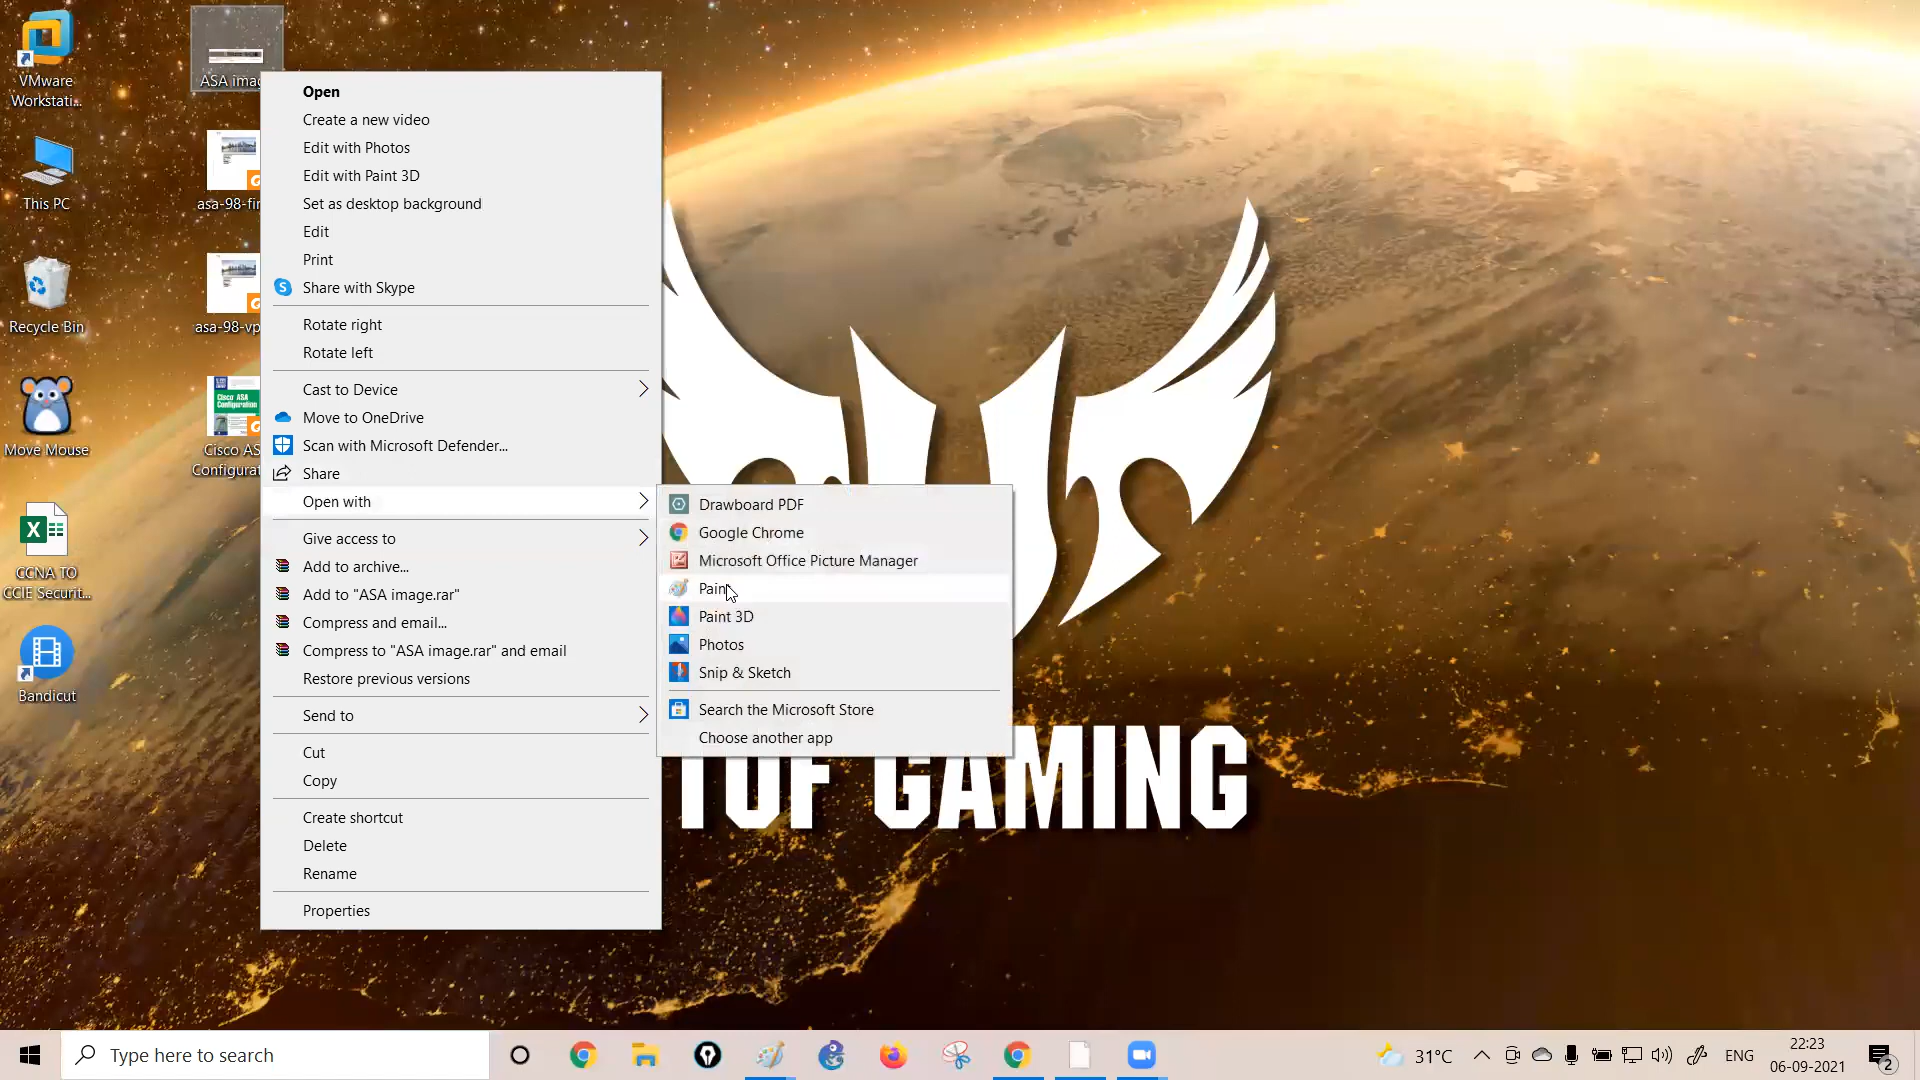 VMware
Workstati...
This PC
Recycle Bin
Move Mouse
CCNA TO
CCIE Securit...
Bandicut
ASA imag
asa-98-fir
asa-98-vp
Cisco ASA
Configuration
Cisco AS
Configurat
Open
Create a new video
Edit with Photos
Edit with Paint 3D
Set as desktop background
Edit
Print
Share with Skype
Rotate right
Rotate left
Cast to Device
Move to OneDrive
Scan with Microsoft Defender...
Share
Open with
Give access to
Add to archive...
Add to "ASA image.rar"
Compress and email...
Compress to "ASA image.rar" and email
Restore previous versions
Send to
Cut
Copy
Create shortcut
Delete
Rename
Properties
Drawboard PDF
Google Chrome
Microsoft Office Picture Manager
Paint
Paint 3D
Photos
Snip & Sketch
Search the Microsoft Store
Choose another app
TUF GAMING
Type here to search
31°C
ENG
22:23
06-09-2021
2